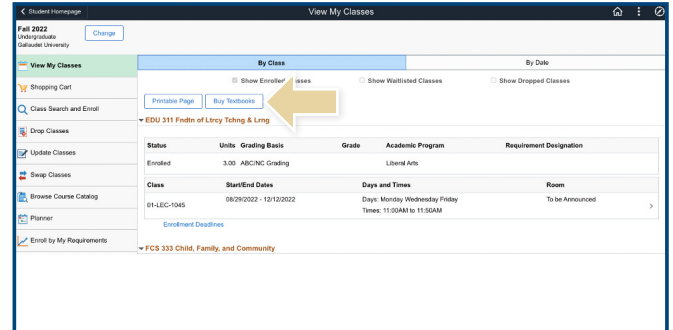 Student Homepage
View My Classes
Fall 2022
Undergraduate
Gallaudet University
Change
View My Classes
Shopping Cart
Class Search and Enroll
Drop Classes
Update Classes
Swap Classes
Browse Course Catalog
Planner
Enroll by My Requirements
By Class By Date
Show Enrolled Classes Show Waitlisted Classes Show Dropped Classes
Printable Page Buy Textbooks
EDU 311 Fndtn of Ltrcy Tchng & Lrng
Status Units Grading Basis Grade Academic Program Requirement Designation
Enrolled 3.00 ABC/NC Grading Liberal Arts
Class Start/End Dates Days and Times Room
01-LEC-1045 08/29/2022 - 12/12/2022 Days: Monday Wednesday Friday To be Announced
Times: 11:00AM to 11:50AM
Enrollment Deadlines
FCS 333 Child, Family, and Community